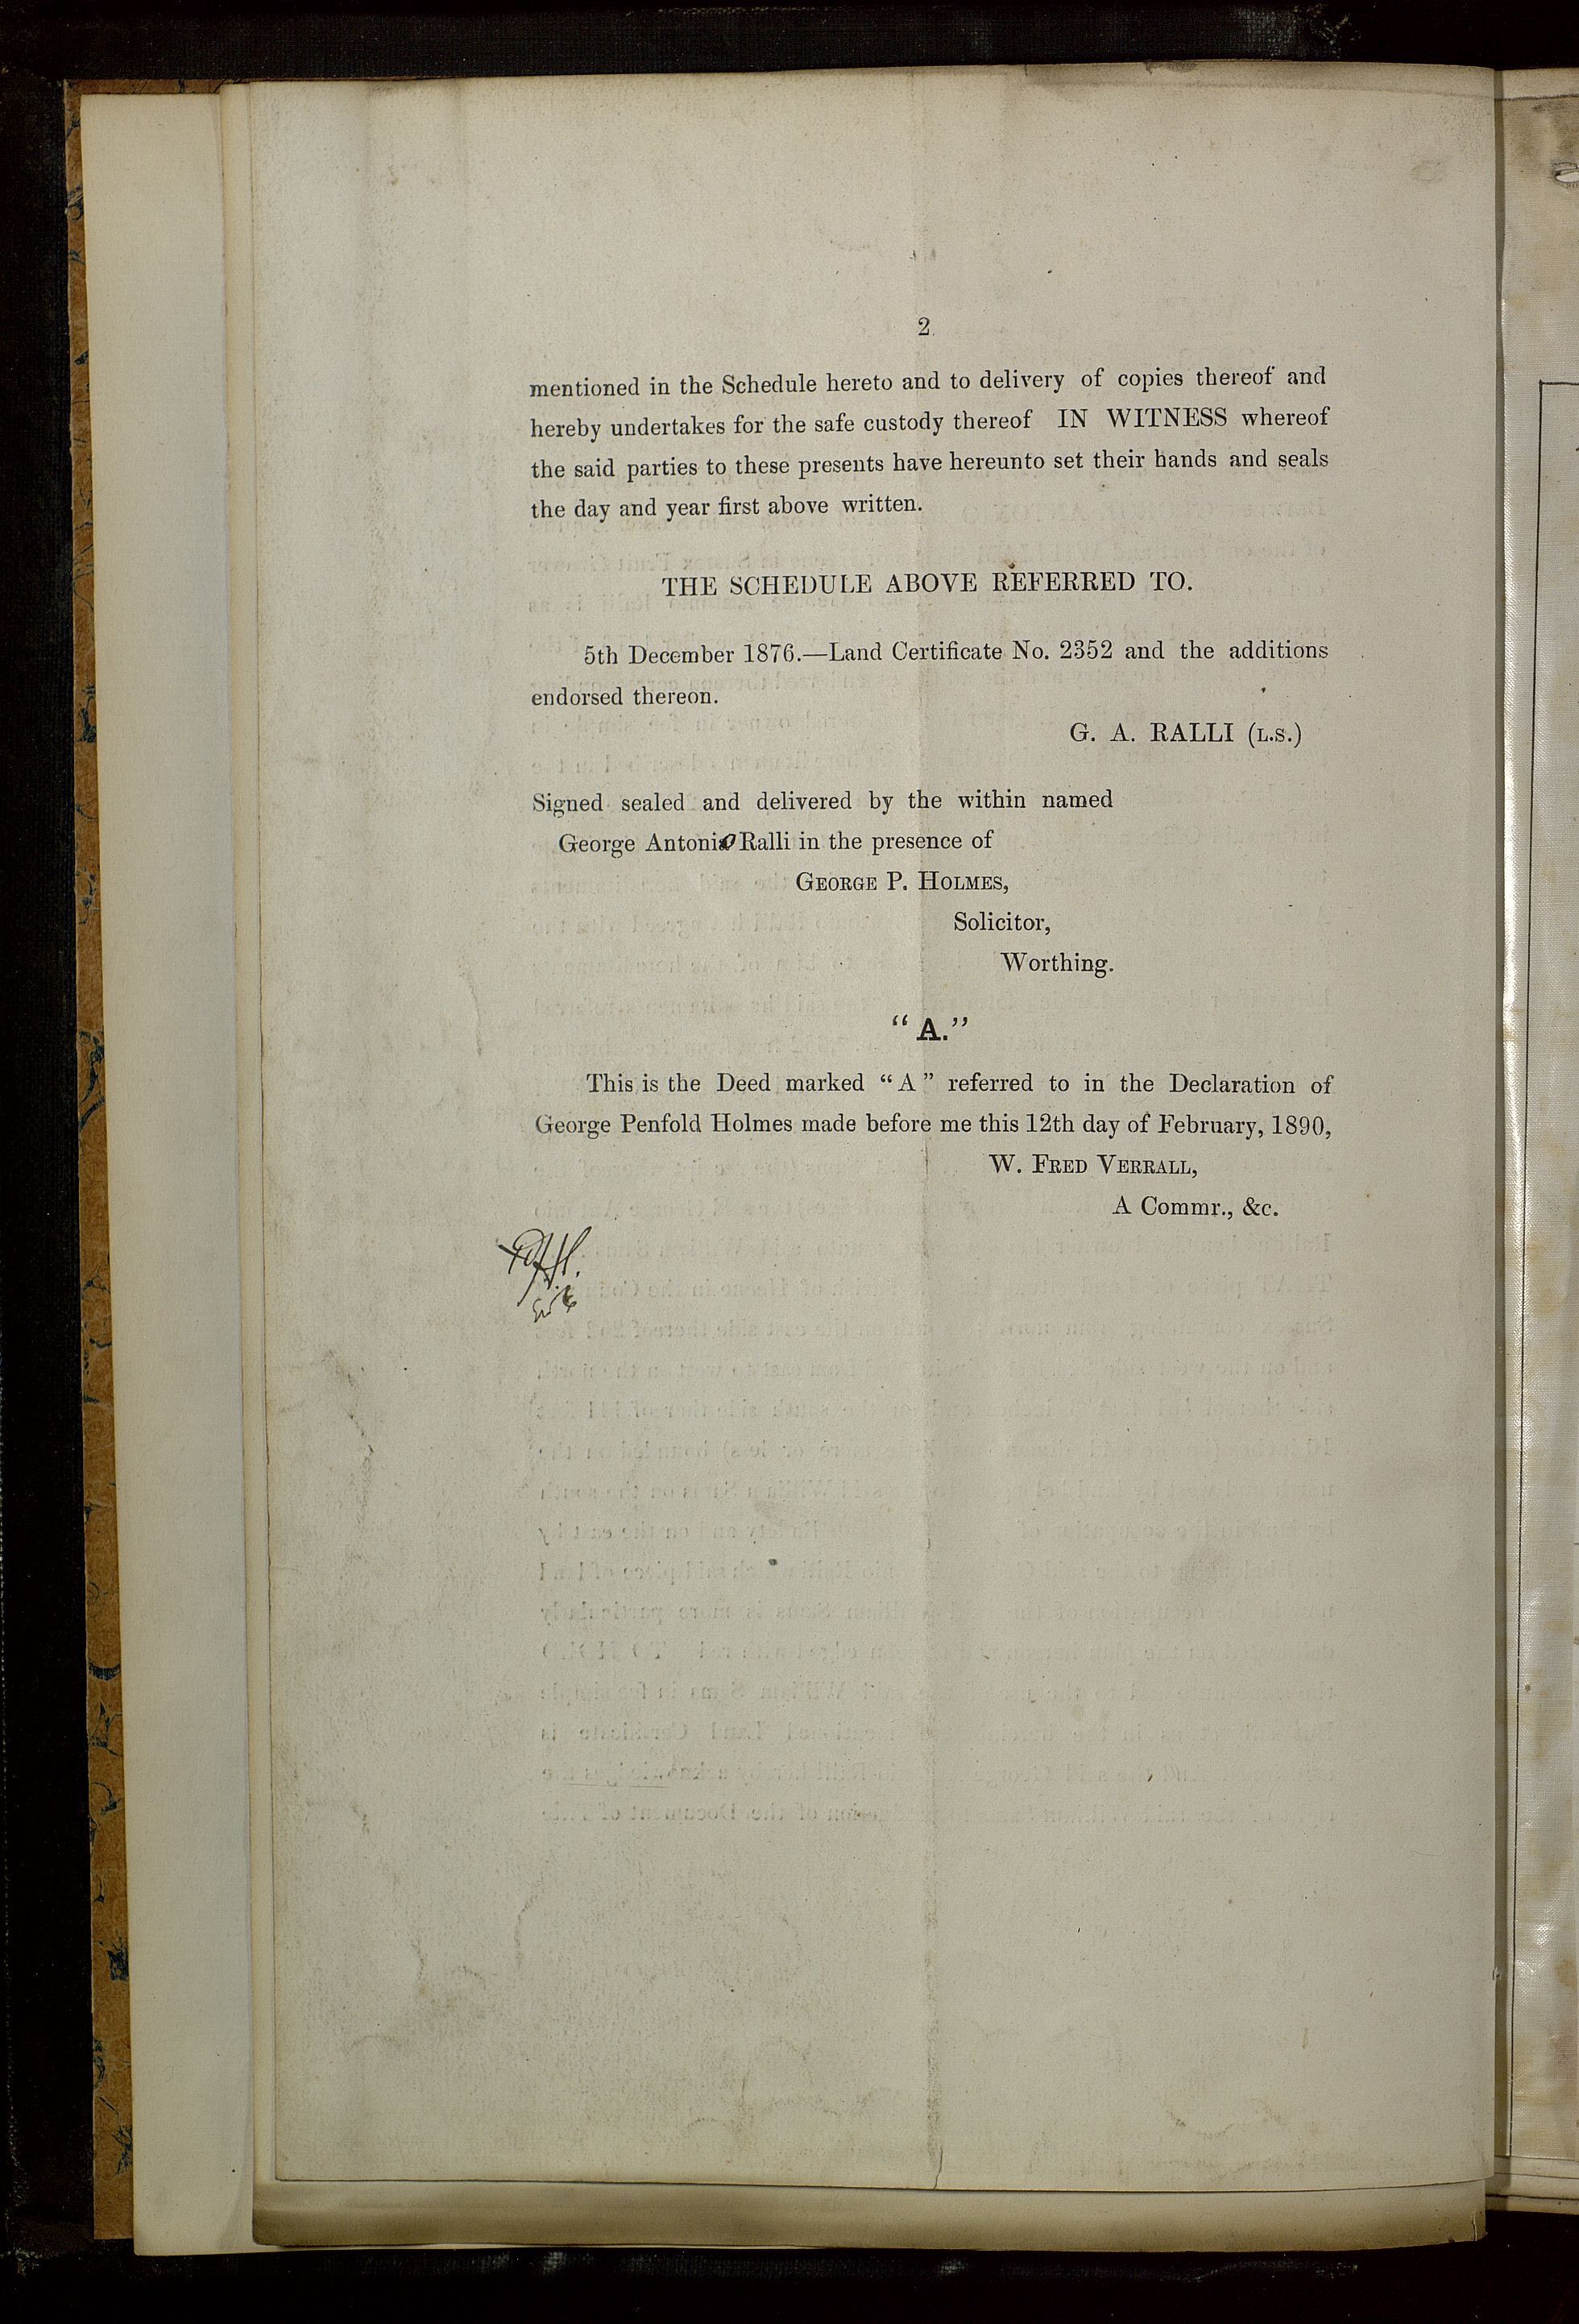 2
mentioned in the Schedule hereto and to delivery of copies thereof and
hereby undertakes for the safe custody thereof IN WITNESS whereof
the said parties to these presents have hereunto set their hands and seals
the day and year first above written.
THE SCHEDULE ABOVE REFERRED TO.
5th December 1876.—Land Certificate No. 2352 and the additions
endorsed thereon.
G. A. RALLI (L.S.)
Signed sealed and delivered by the within named
George Antonio Ralli in the presence of
GEORGE P. HOLMES,
Solicitor,
Worthing.
“A.”
This is the Deed marked “A” referred to in the Declaration of
George Penfold Holmes made before me this 12th day of February, 1890,
W. FRED VERRALL,
A Commr., &c.